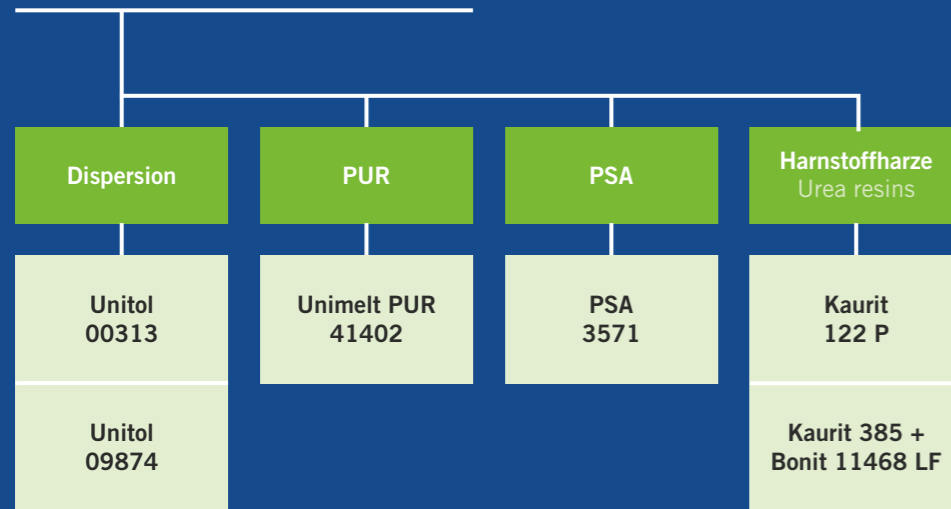 Dispersion
PUR
PSA
Harnstoffharze
Urea resins
Unitol
00313
Unimelt PUR
41402
PSA
3571
Kaurit
122 P
Unitol
09874
Kaurit 385 +
Bonit 11468 LF